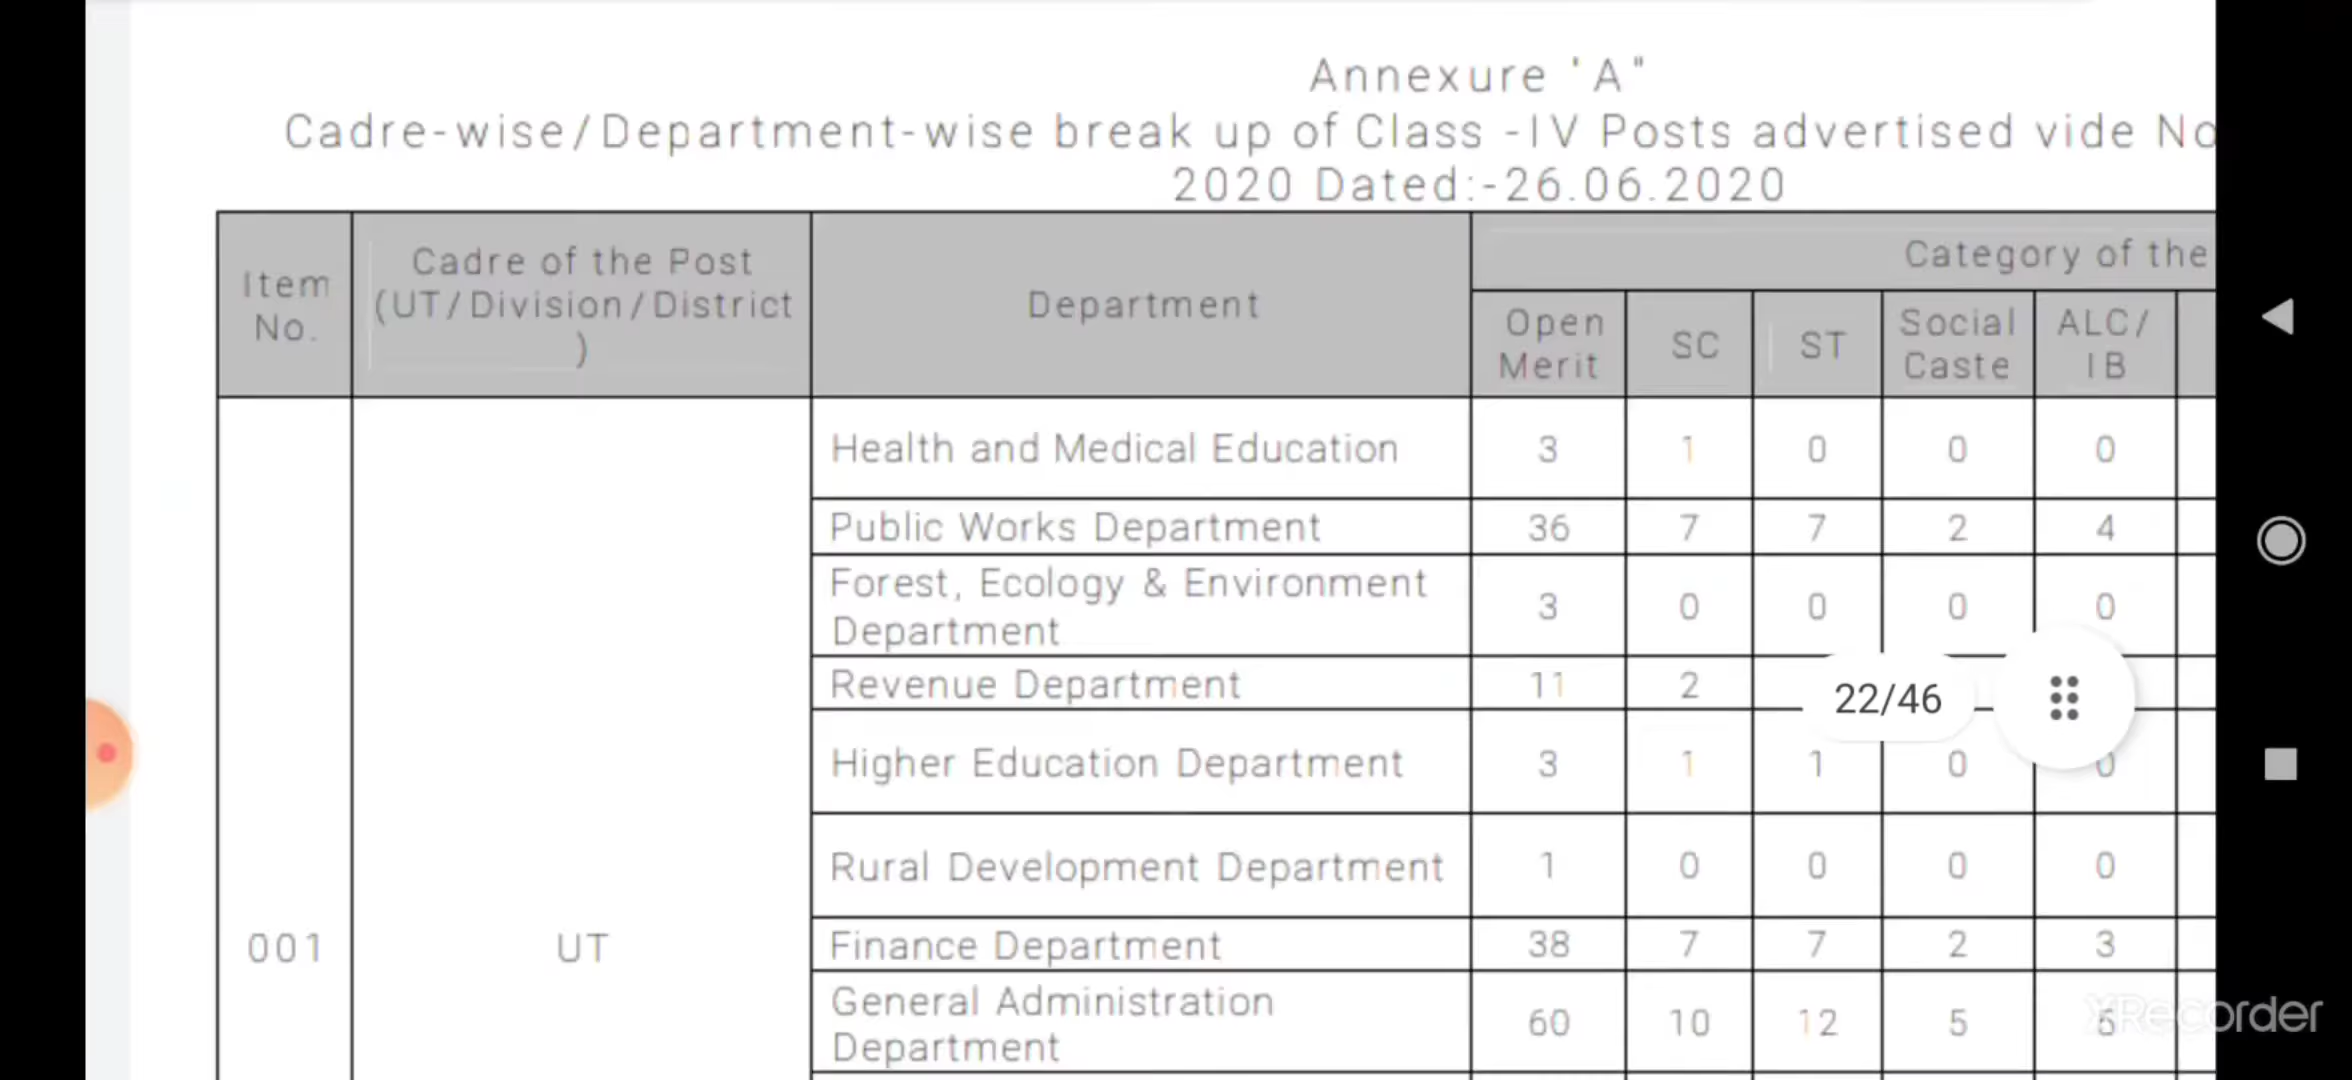 Annexure 'A"
Cadre-wise/Department-wise break up of Class -IV Posts advertised vide No
2020 Dated:-26.06.2020
Item No. Cadre of the Post (UT/Division/District ) Department Category of the
Open Merit SC ST Social Caste ALC/ IB
Health and Medical Education 3 1 0 0 0
Public Works Department 36 7 7 2 4
Forest, Ecology & Environment Department 3 0 0 0 0
Revenue Department 11 2
22/46
Higher Education Department 3 1 1 0 0
Rural Development Department 1 0 0 0 0
001 UT Finance Department 38 7 7 2 3
General Administration Department 60 10 12 5
XRecorder